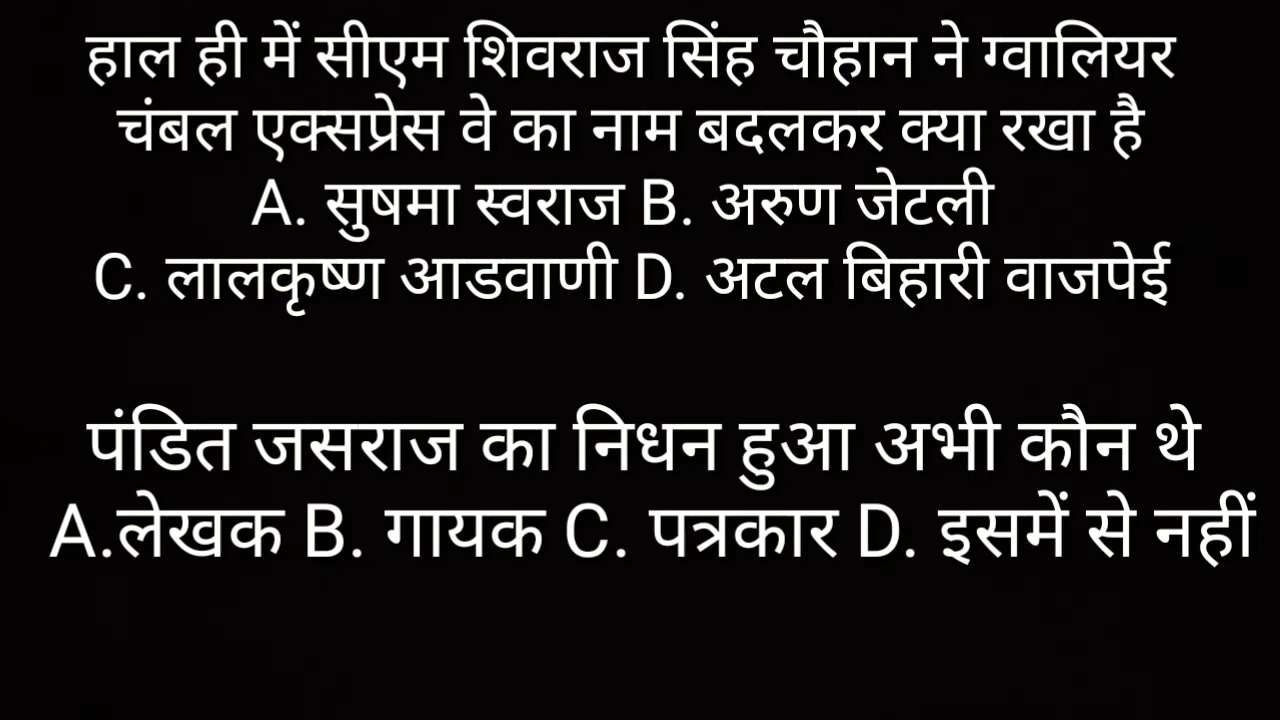 हाल ही में सीएम शिवराज सिंह चौहान ने ग्वालियर
चंबल एक्सप्रेस वे का नाम बदलकर क्या रखा है
A. सुषमा स्वराज B. अरुण जेटली
C. लालकृष्ण आडवाणी D. अटल बिहारी वाजपेई
पंडित जसराज का निधन हुआ अभी कौन थे
A.लेखक B. गायक C. पत्रकार D. इसमें से नहीं